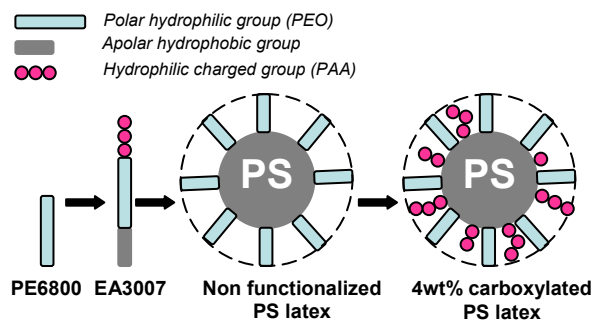 Polar hydrophilic group (PEO)
Apolar hydrophobic group
Hydrophilic charged group (PAA)
PS
PS
PE6800 EA3007 Non functionalized 4wt% carboxylated
PS latex PS latex